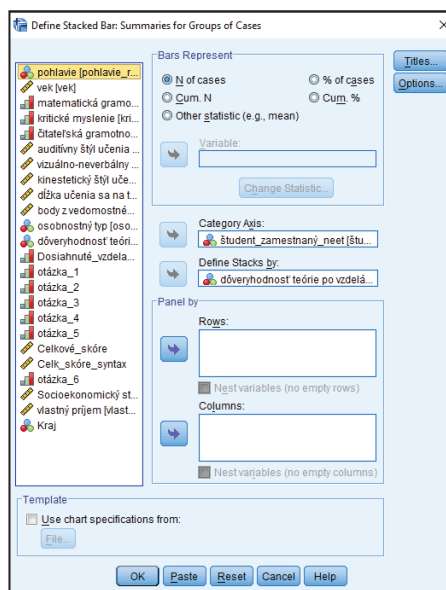 Define Stacked Bar: Summaries for Groups of Cases
pohlavie [pohlavie_r...
vek [vek]
matematická gramo...
kritické myslenie [kri...
čitateľská gramotno...
auditívny štýl učenia ...
vizuálno-neverbálny ...
kinestetický štýl uče...
dĺžka učenia sa na t...
body z vedomostné...
osobnostný typ [oso...
dôveryhodnosť teóri...
Dosiahnuté_vzdela...
otázka_1
otázka_2
otázka_3
otázka_4
otázka_5
Celkové_skóre
Celk_skóre_syntax
otázka_6
Socioekonomický st...
vlastný príjem [vlast...
Kraj
Bars Represent
N of cases
% of cases
Cum. N
Cum. %
Other statistic (e.g., mean)
Variable:
Change Statistic...
Category Axis:
študent_zamestnaný_neet [štu...
Define Stacks by:
dôveryhodnosť teórie po vzdelá...
Panel by
Rows:
Nest variables (no empty rows)
Columns:
Nest variables (no empty columns)
Titles...
Options...
Template
Use chart specifications from:
File...
OK Paste Reset Cancel Help